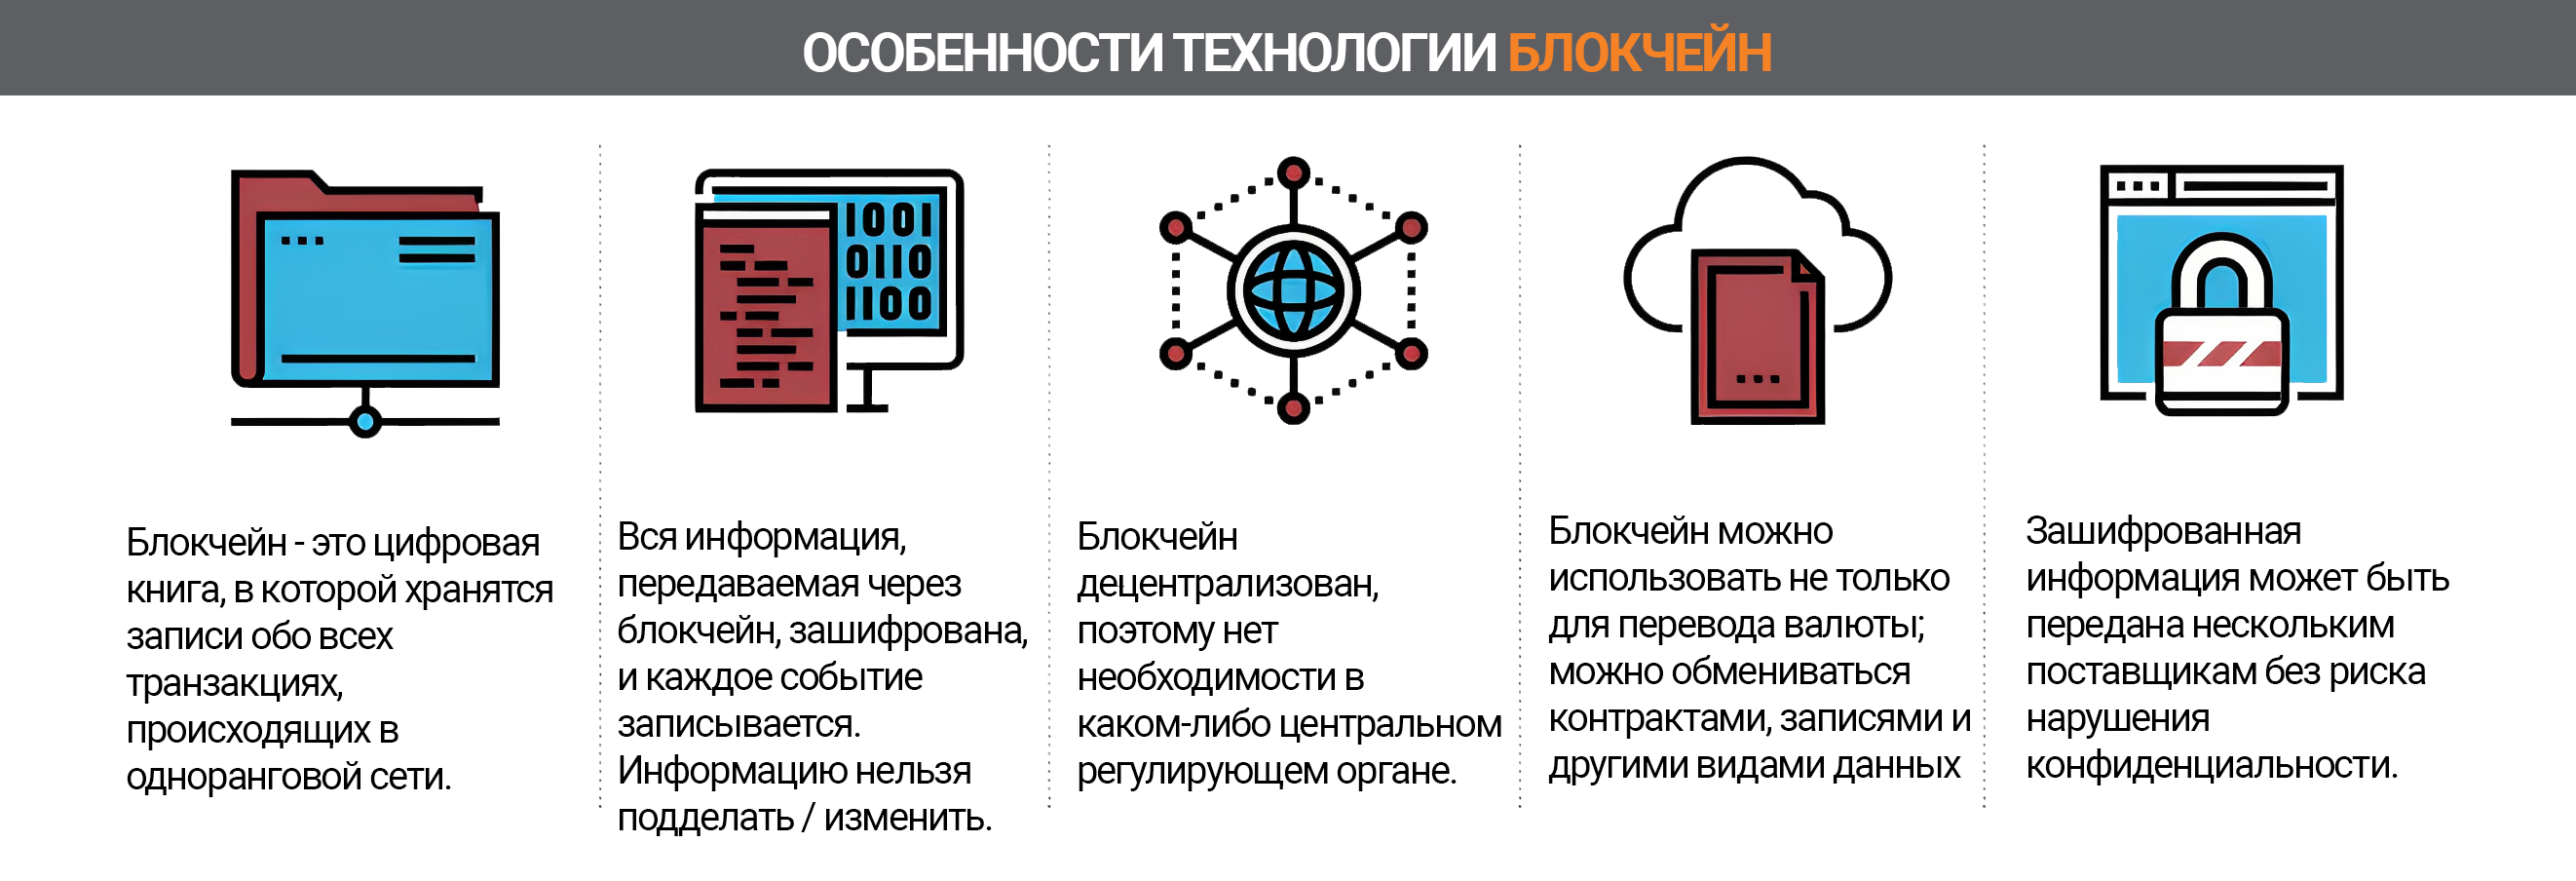 ОСОБЕННОСТИ ТЕХНОЛОГИИ БЛОКЧЕЙН
1001
0110
1100
Блокчейн - это цифровая
книга, в которой хранятся
записи обо всех
транзакциях,
происходящих в
одноранговой сети.
Вся информация,
передаваемая через
блокчейн, зашифрована,
и каждое событие
записывается.
Информацию нельзя
подделать / изменить.
Блокчейн
децентрализован,
поэтому нет
необходимости в
каком-либо центральном
регулирующем органе.
Блокчейн можно
использовать не только
для перевода валюты;
можно обмениваться
контрактами, записями и
другими видами данных
Зашифрованная
информация может быть
передана нескольким
поставщикам без риска
нарушения
конфиденциальности.